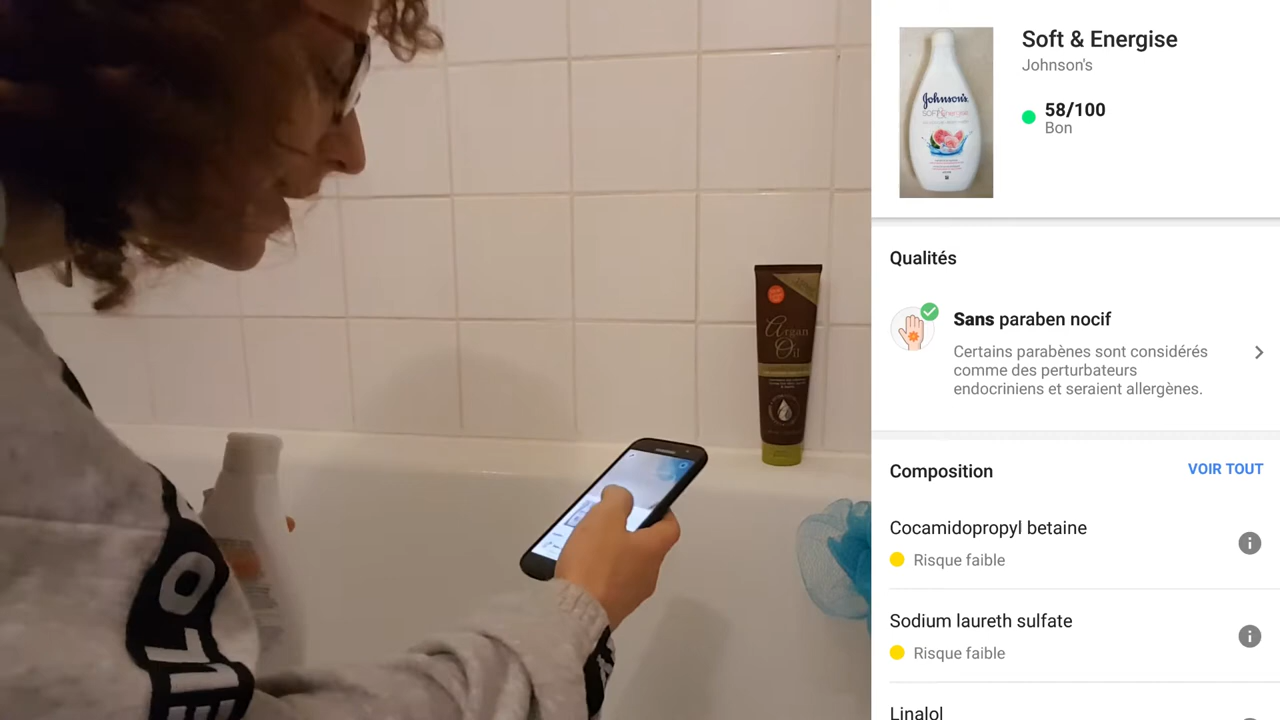 Soft & Energise
Johnson's
58/100
Bon
Johnson's
Qualités
Sans paraben nocif
Certains parabènes sont considérés
comme des perturbateurs
endocriniens et seraient allergènes.
Composition
VOIR TOUT
Cocamidopropyl betaine
Risque faible
Sodium laureth sulfate
Risque faible
Linalol
Argan
Oil